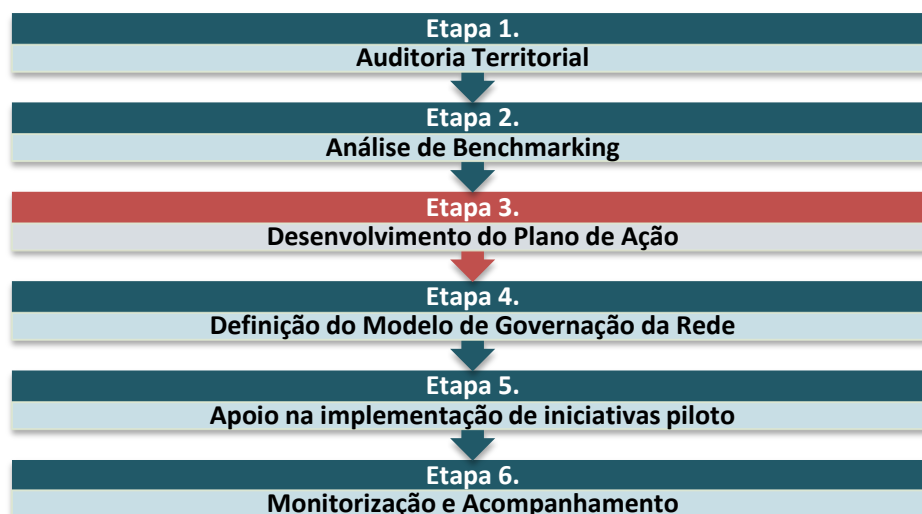 Etapa 1.
Auditoria Territorial
Etapa 2.
Análise de Benchmarking
Etapa 3.
Desenvolvimento do Plano de Ação
Etapa 4.
Definição do Modelo de Governação da Rede
Etapa 5.
Apoio na implementação de iniciativas piloto
Etapa 6.
Monitorização e Acompanhamento